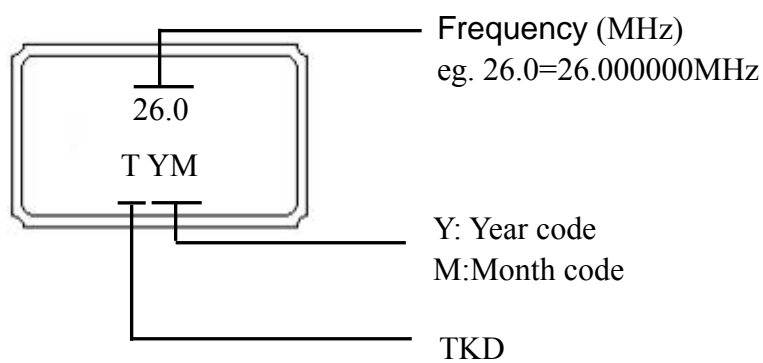 Frequency (MHz)
eg. 26.0=26.000000MHz
26.0
T YM
Y: Year code
M:Month code
TKD